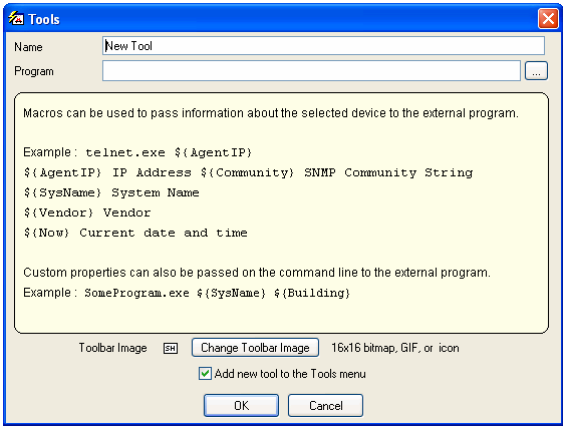 Tools
Name New Tool
Program ...
Macros can be used to pass information about the selected device to the external program.
Example : telnet.exe ${AgentIP}
${AgentIP} IP Address ${Community} SNMP Community String
${SysName} System Name
${Vendor} Vendor
${Now} Current date and time
Custom properties can also be passed on the command line to the external program.
Example : SomeProgram.exe ${SysName} ${Building}
Toolbar Image SH Change Toolbar Image 16x16 bitmap, GIF, or icon
Add new tool to the Tools menu
OK Cancel